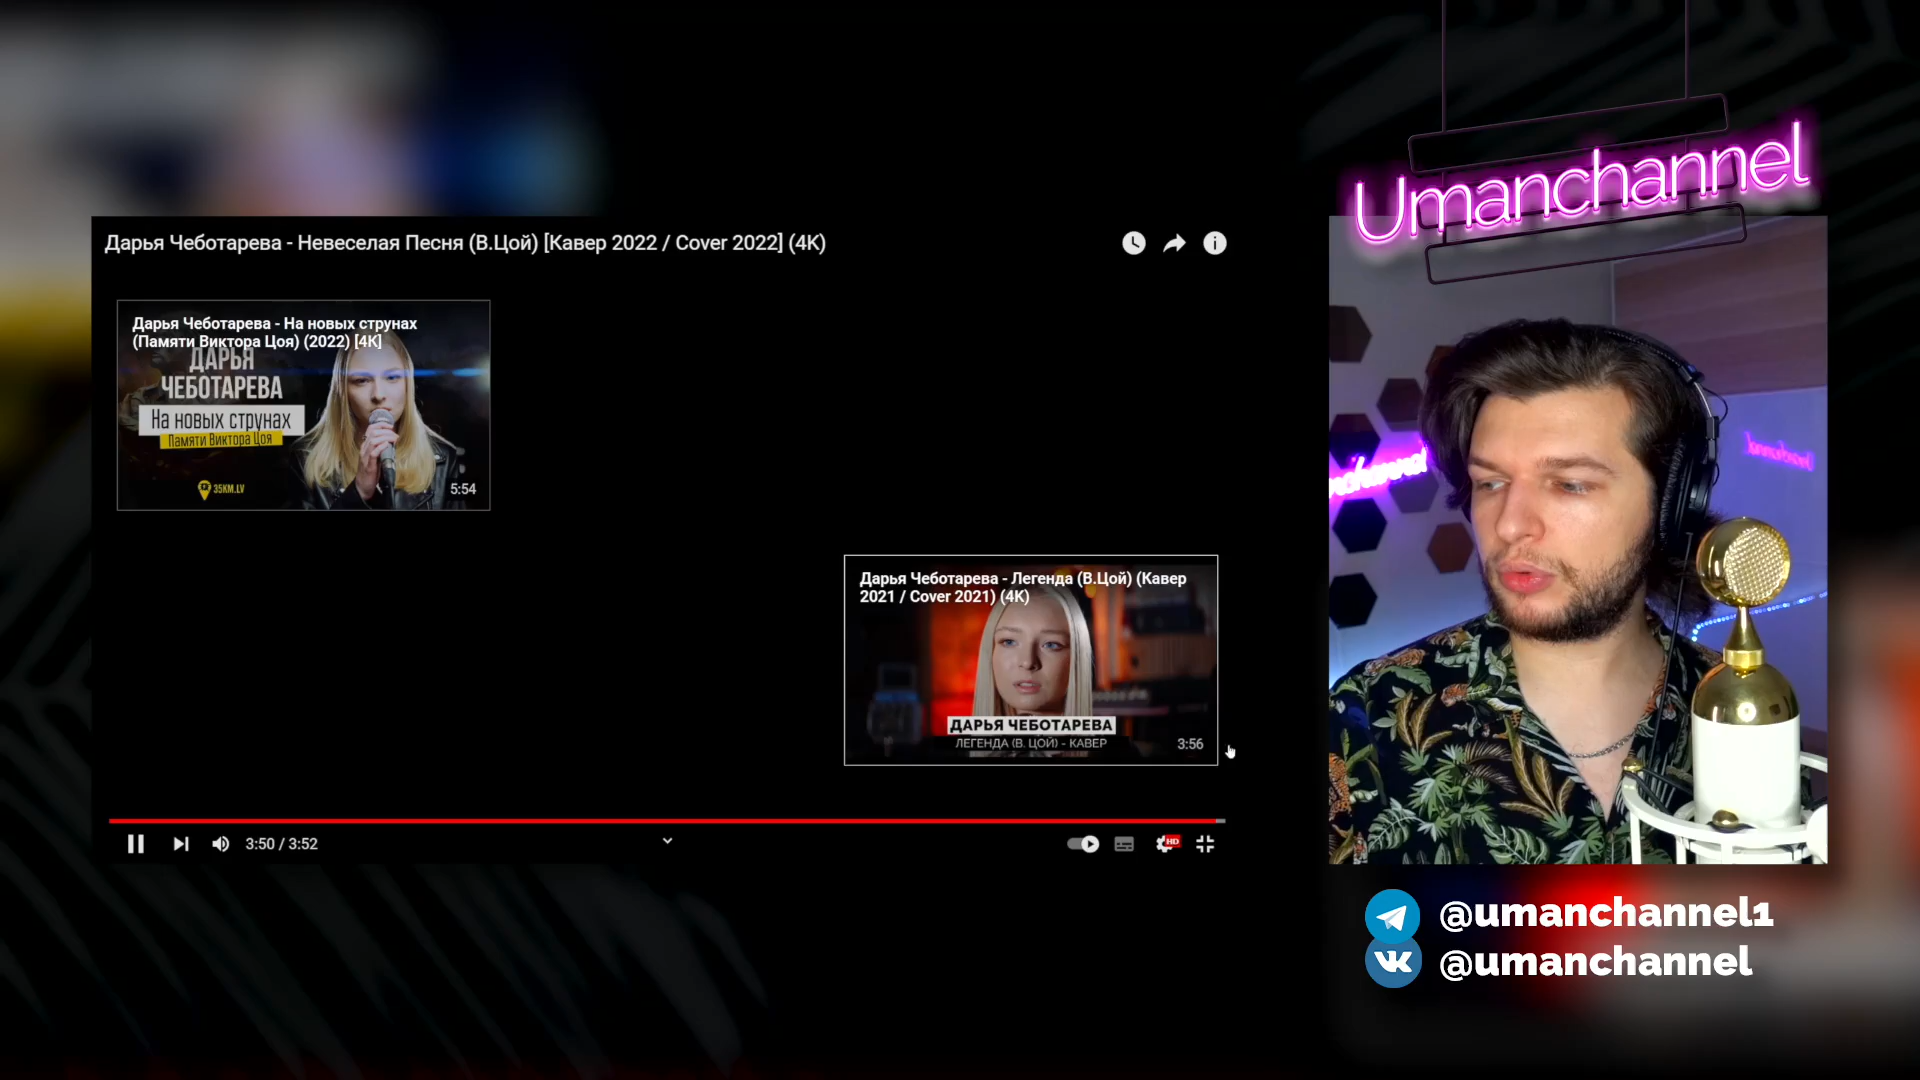 Umanchannel
Дарья Чеботарева - Невеселая Песня (В.Цой) [Кавер 2022 / Cover 2022] (4K)
Дарья Чеботарева - На новых струнах
(Памяти Виктора Цоя) (2022) [4K]
ДАРЬЯ
ЧЕБОТАРЕВА
На новых струнах
Памяти Виктора Цоя
35KM.LV
5:54
Дарья Чеботарева - Легенда (В.Цой) (Кавер
2021 / Cover 2021) (4K)
ДАРЬЯ ЧЕБОТАРЕВА
ЛЕГЕНДА (В. ЦОЙ) - КАВЕР
3:56
3:50 / 3:52
HD
@umanchannel1
@umanchannel